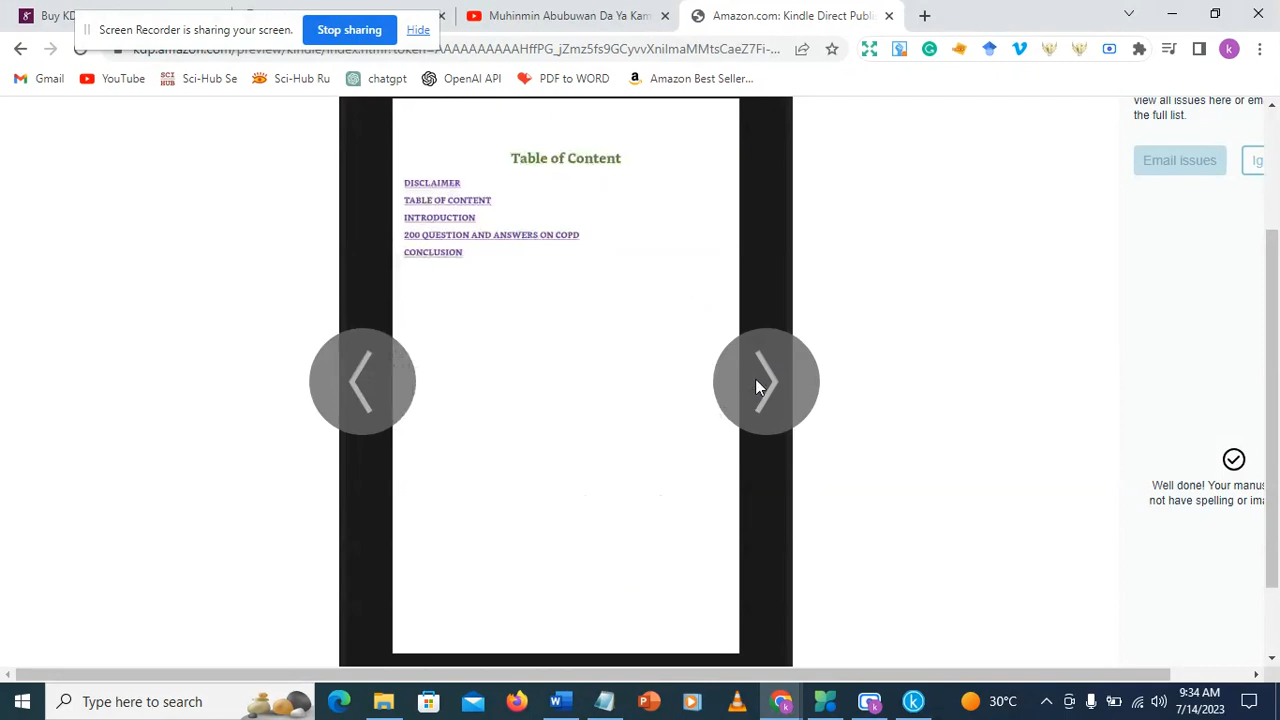 Buy KD
Muhinmin Abubuwan Da Ya Kam
Amazon.com: Kindle Direct Publi
Screen Recorder is sharing your screen.
Stop sharing
Hide
Gmail
YouTube
Sci-Hub Se
Sci-Hub Ru
chatgpt
OpenAI API
PDF to WORD
Amazon Best Seller...
view all issues here or em
the full list.
Email issues
Ig
Table of Content
DISCLAIMER
TABLE OF CONTENT
INTRODUCTION
200 QUESTION AND ANSWERS ON COPD
CONCLUSION
Well done! Your manus
not have spelling or ima
Type here to search
30°C
9:34 AM
7/14/2023